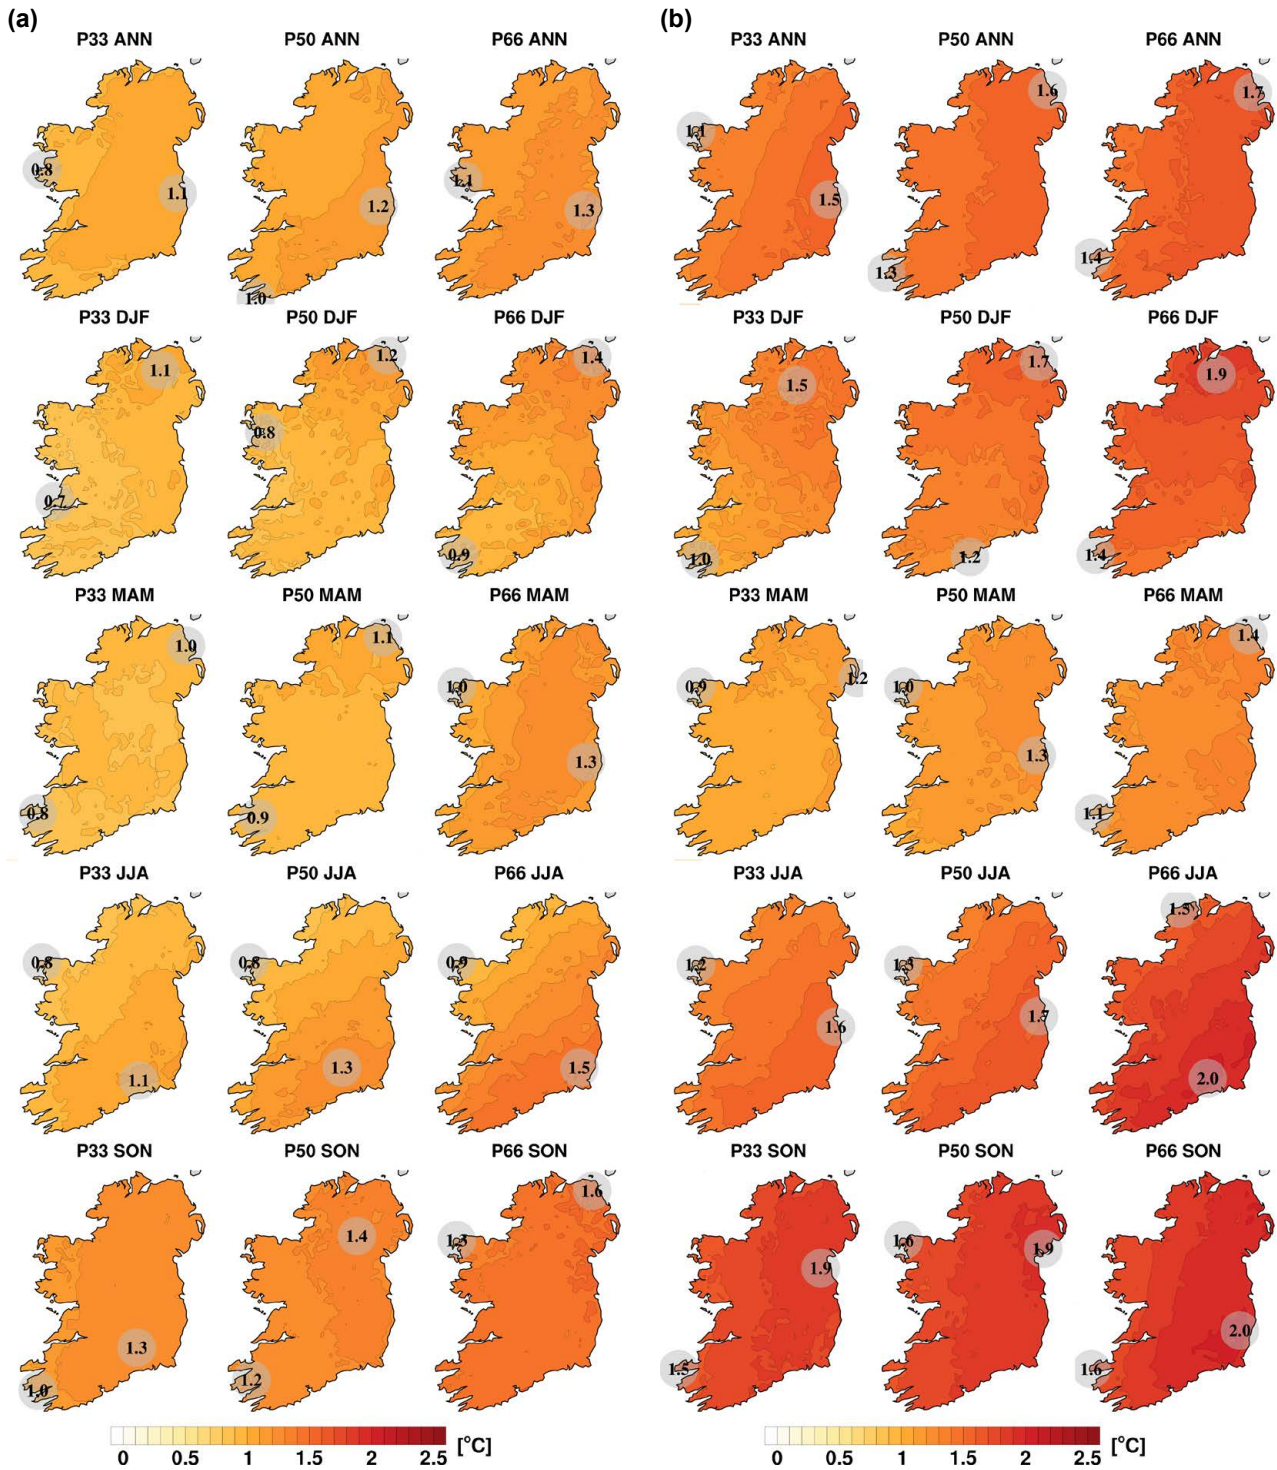 (a) (b)
P33 ANN P50 ANN P66 ANN P33 ANN P50 ANN P66 ANN
0.8 1.1 1.0 1.2 1.1 1.3 1.1 1.5 1.3 1.6 1.4 1.7
P33 DJF P50 DJF P66 DJF P33 DJF P50 DJF P66 DJF
0.7 1.1 0.8 1.2 0.9 1.4 1.0 1.5 1.2 1.7 1.4 1.9
P33 MAM P50 MAM P66 MAM P33 MAM P50 MAM P66 MAM
0.8 1.0 0.9 1.1 1.0 1.3 0.9 1.2 1.0 1.3 1.1 1.4
P33 JJA P50 JJA P66 JJA P33 JJA P50 JJA P66 JJA
0.8 1.1 0.8 1.3 0.9 1.5 1.2 1.6 1.7 1.5 2.0
P33 SON P50 SON P66 SON P33 SON P50 SON P66 SON
1.0 1.3 1.2 1.4 1.3 1.6 1.5 1.9 1.6 1.9 1.6 2.0
0 0.5 1 1.5 2 2.5 [°C] 0 0.5 1 1.5 2 2.5 [°C]